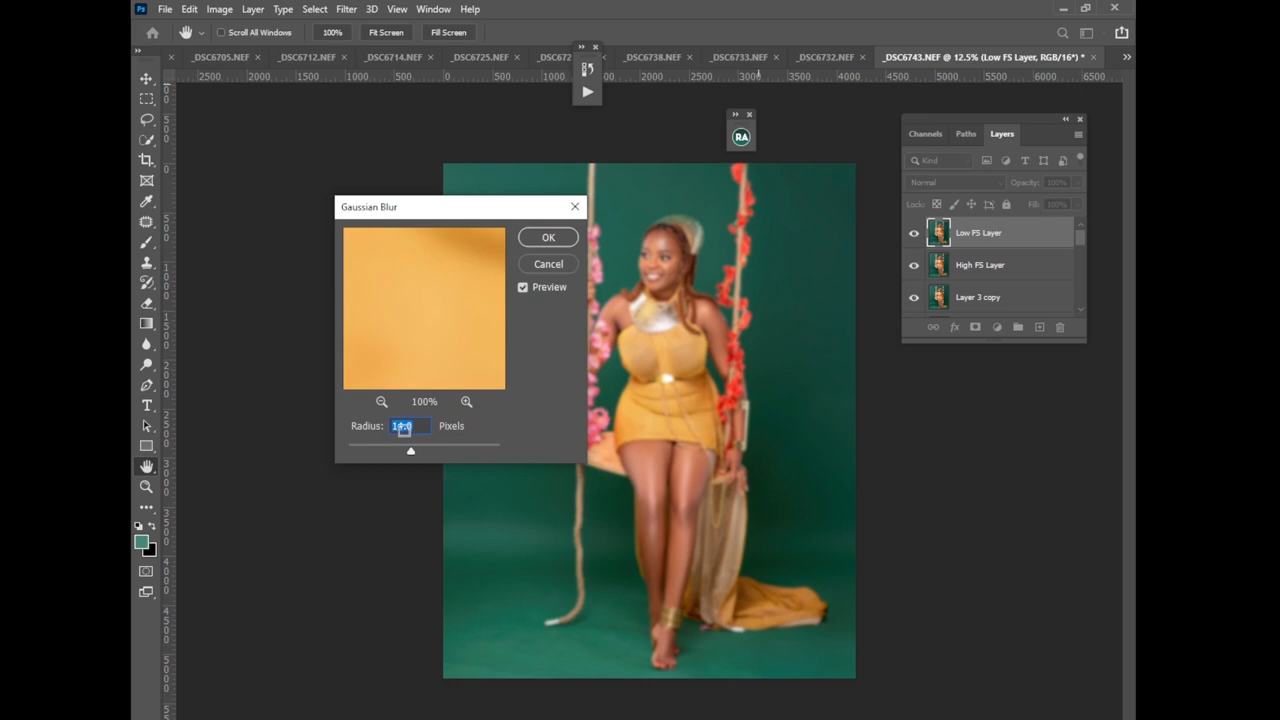 Ps File Edit Image Layer Type Select Filter 3D View Window Help
Scroll All Windows 100% Fit Screen Fill Screen
_DSC6705.NEF _DSC6712.NEF _DSC6714.NEF _DSC6725.NEF _DSC672 _DSC6738.NEF _DSC6733.NEF _DSC6732.NEF _DSC6743.NEF @ 12.5% (Low FS Layer, RGB/16*) *
2500 2000 1500 1000 500 0 500 1000 1500 2000 2500 3000 3500 4000 4500 5000 5500 6000 6500
RA
Channels Paths Layers
Kind
Normal Opacity: 100%
Lock: Fill: 100%
Low FS Layer
High FS Layer
Layer 3 copy
fx
Gaussian Blur
OK
Cancel
Preview
100%
Radius: 14.0 Pixels